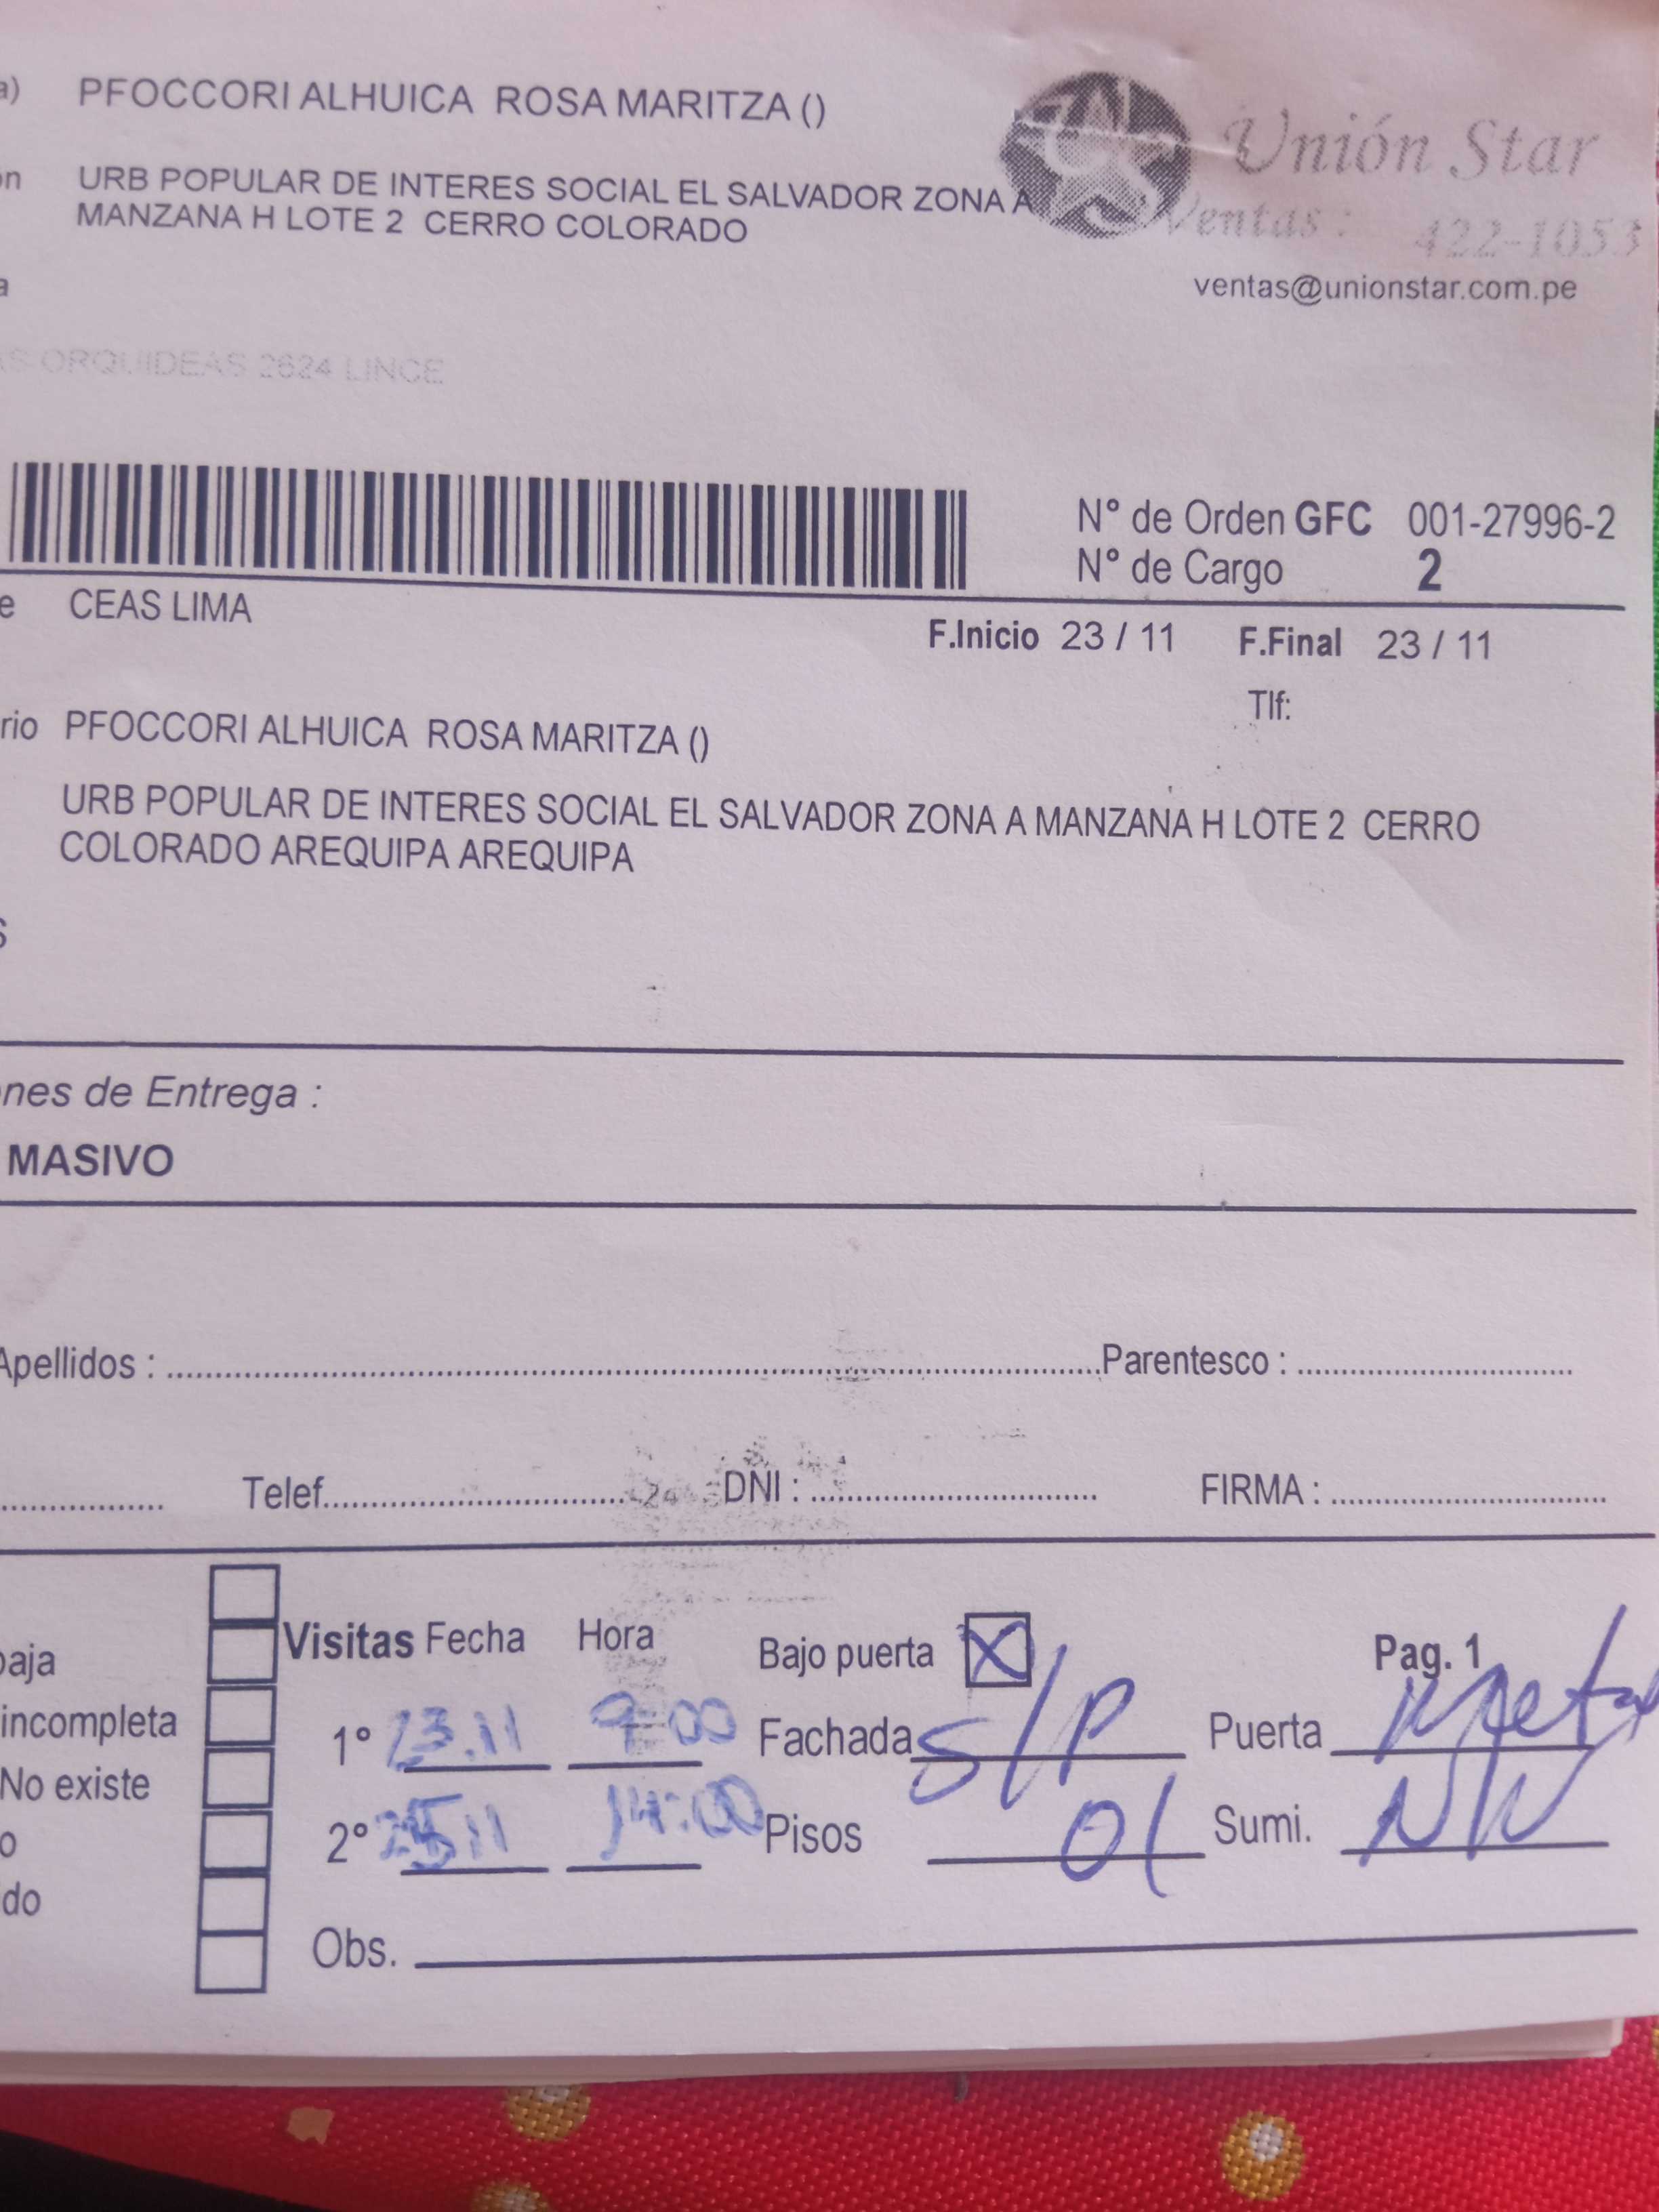 a) PFOCCORI ALHUICA ROSA MARITZA ()
ón URB POPULAR DE INTERES SOCIAL EL SALVADOR ZONA A
MANZANA H LOTE 2 CERRO COLORADO
a
Unión Star
Ventas : 422-1053
ventas@unionstar.com.pe
AS ORQUIDEAS 2624 LINCE
N° de Orden GFC 001-27996-2
N° de Cargo 2
e CEAS LIMA
F.Inicio 23 / 11 F.Final 23 / 11
Tlf:
rio PFOCCORI ALHUICA ROSA MARITZA ()
URB POPULAR DE INTERES SOCIAL EL SALVADOR ZONA A MANZANA H LOTE 2 CERRO
COLORADO AREQUIPA AREQUIPA
S
nes de Entrega :
MASIVO
Apellidos : Parentesco :
Telef. DNI : FIRMA :
Visitas Fecha Hora Bajo puerta X Pag. 1
baja
incompleta
1° 23.11 9:00 Fachada S/P Puerta Metal
No existe
2° 11 14:00 Pisos 01 Sumi. N/V
o
do
Obs.